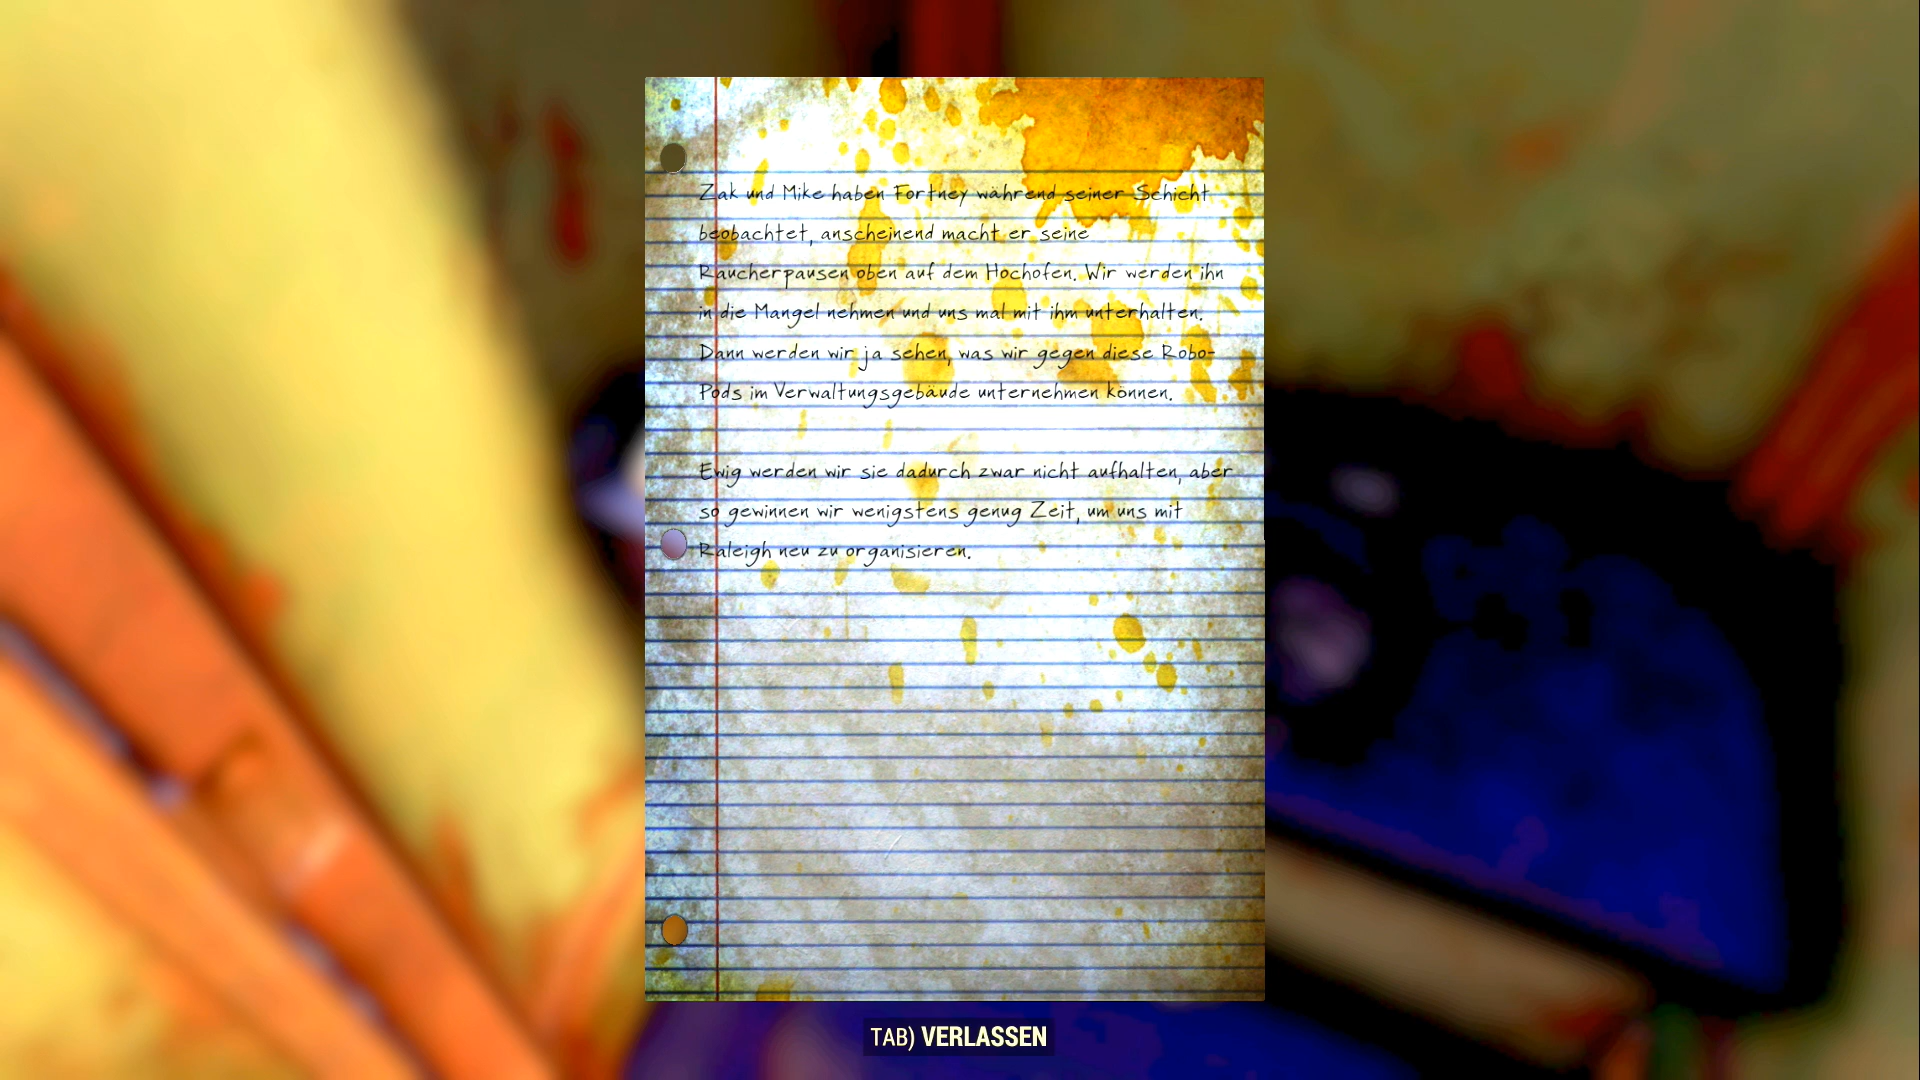 Zak und Mike haben Fortney während seiner Schicht
beobachtet, anscheinend macht er seine
Raucherpausen oben auf dem Hochofen. Wir werden ihn
in die Mangel nehmen und uns mal mit ihm unterhalten.
Dann werden wir ja sehen, was wir gegen diese Robo-
Pods im Verwaltungsgebäude unternehmen können.
Ewig werden wir sie dadurch zwar nicht aufhalten, aber
so gewinnen wir wenigstens genug Zeit, um uns mit
Raleigh neu zu organisieren.
TAB) VERLASSEN